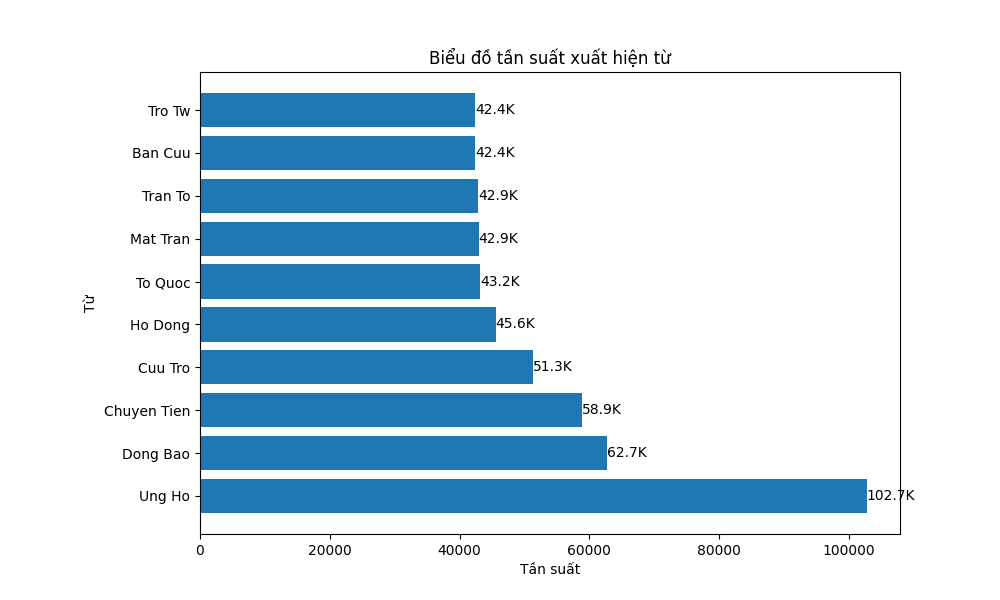 Biểu đồ tần suất xuất hiện từ
Tro Tw 42.4K
Ban Cuu 42.4K
Tran To 42.9K
Mat Tran 42.9K
To Quoc 43.2K
Ho Dong 45.6K
Cuu Tro 51.3K
Chuyen Tien 58.9K
Dong Bao 62.7K
Ung Ho 102.7K
Từ
0 20000 40000 60000 80000 100000
Tần suất